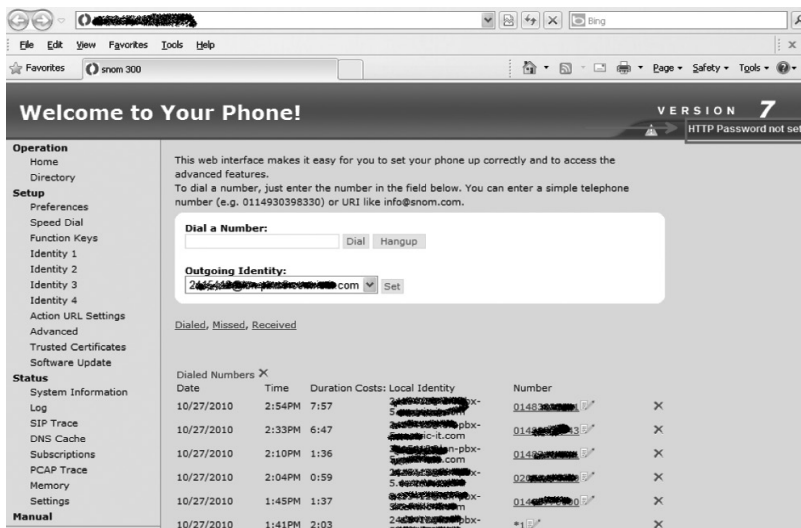 Bing
File Edit View Favorites Tools Help
Favorites snom 300 Page Safety Tools
Welcome to Your Phone!
VERSION 7
HTTP Password not set
Operation
Home
Directory
Setup
Preferences
Speed Dial
Function Keys
Identity 1
Identity 2
Identity 3
Identity 4
Action URL Settings
Advanced
Trusted Certificates
Software Update
Status
System Information
Log
SIP Trace
DNS Cache
Subscriptions
PCAP Trace
Memory
Settings
Manual
This web interface makes it easy for you to set your phone up correctly and to access the
advanced features.
To dial a number, just enter the number in the field below. You can enter a simple telephone
number (e.g. 0114930398330) or URI like info@snom.com.
Dial a Number:
Dial Hangup
Outgoing Identity:
com Set
Dialed, Missed, Received
Dialed Numbers
Date Time Duration Costs: Local Identity Number
10/27/2010 2:54PM 7:57
10/27/2010 2:33PM 6:47
10/27/2010 2:10PM 1:36
10/27/2010 2:04PM 0:59
10/27/2010 1:45PM 1:37
10/27/2010 1:41PM 2:03 *1